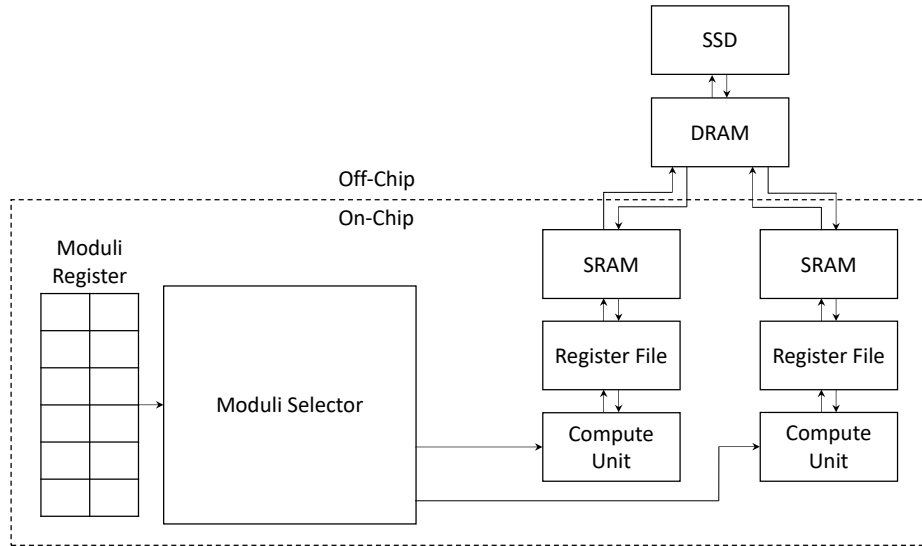 SSD
DRAM
Off-Chip
On-Chip
Moduli
Register
SRAM
SRAM
Register File
Register File
Moduli Selector
Compute
Unit
Compute
Unit